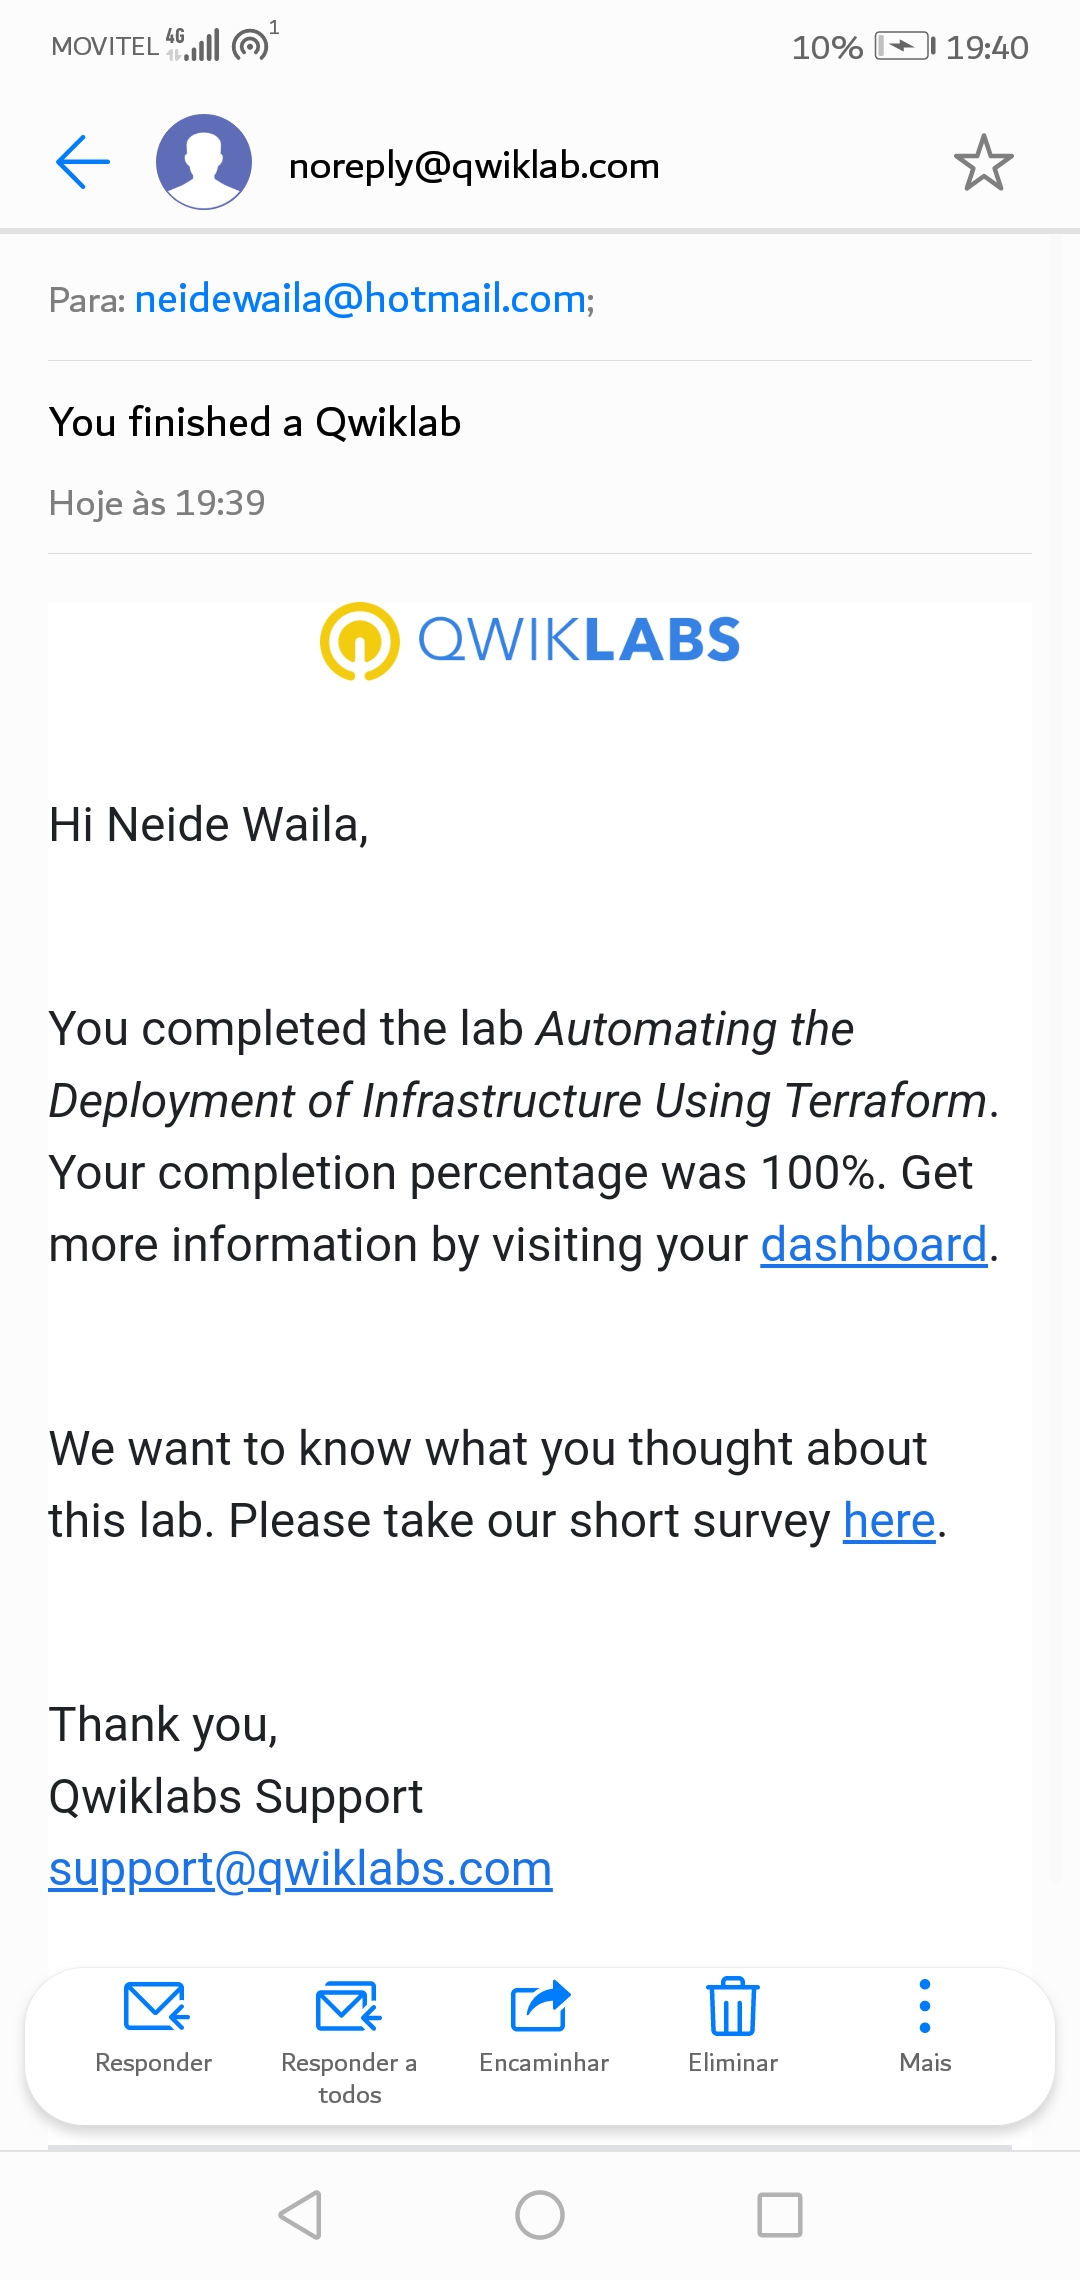 MOVITEL 4G 1 10% 19:40
noreply@qwiklab.com
Para: neidewaila@hotmail.com;
You finished a Qwiklab
Hoje às 19:39
QWIKLABS
Hi Neide Waila,
You completed the lab Automating the
Deployment of Infrastructure Using Terraform.
Your completion percentage was 100%. Get
more information by visiting your dashboard.
We want to know what you thought about
this lab. Please take our short survey here.
Thank you,
Qwiklabs Support
support@qwiklabs.com
Responder Responder a Encaminhar Eliminar Mais
todos